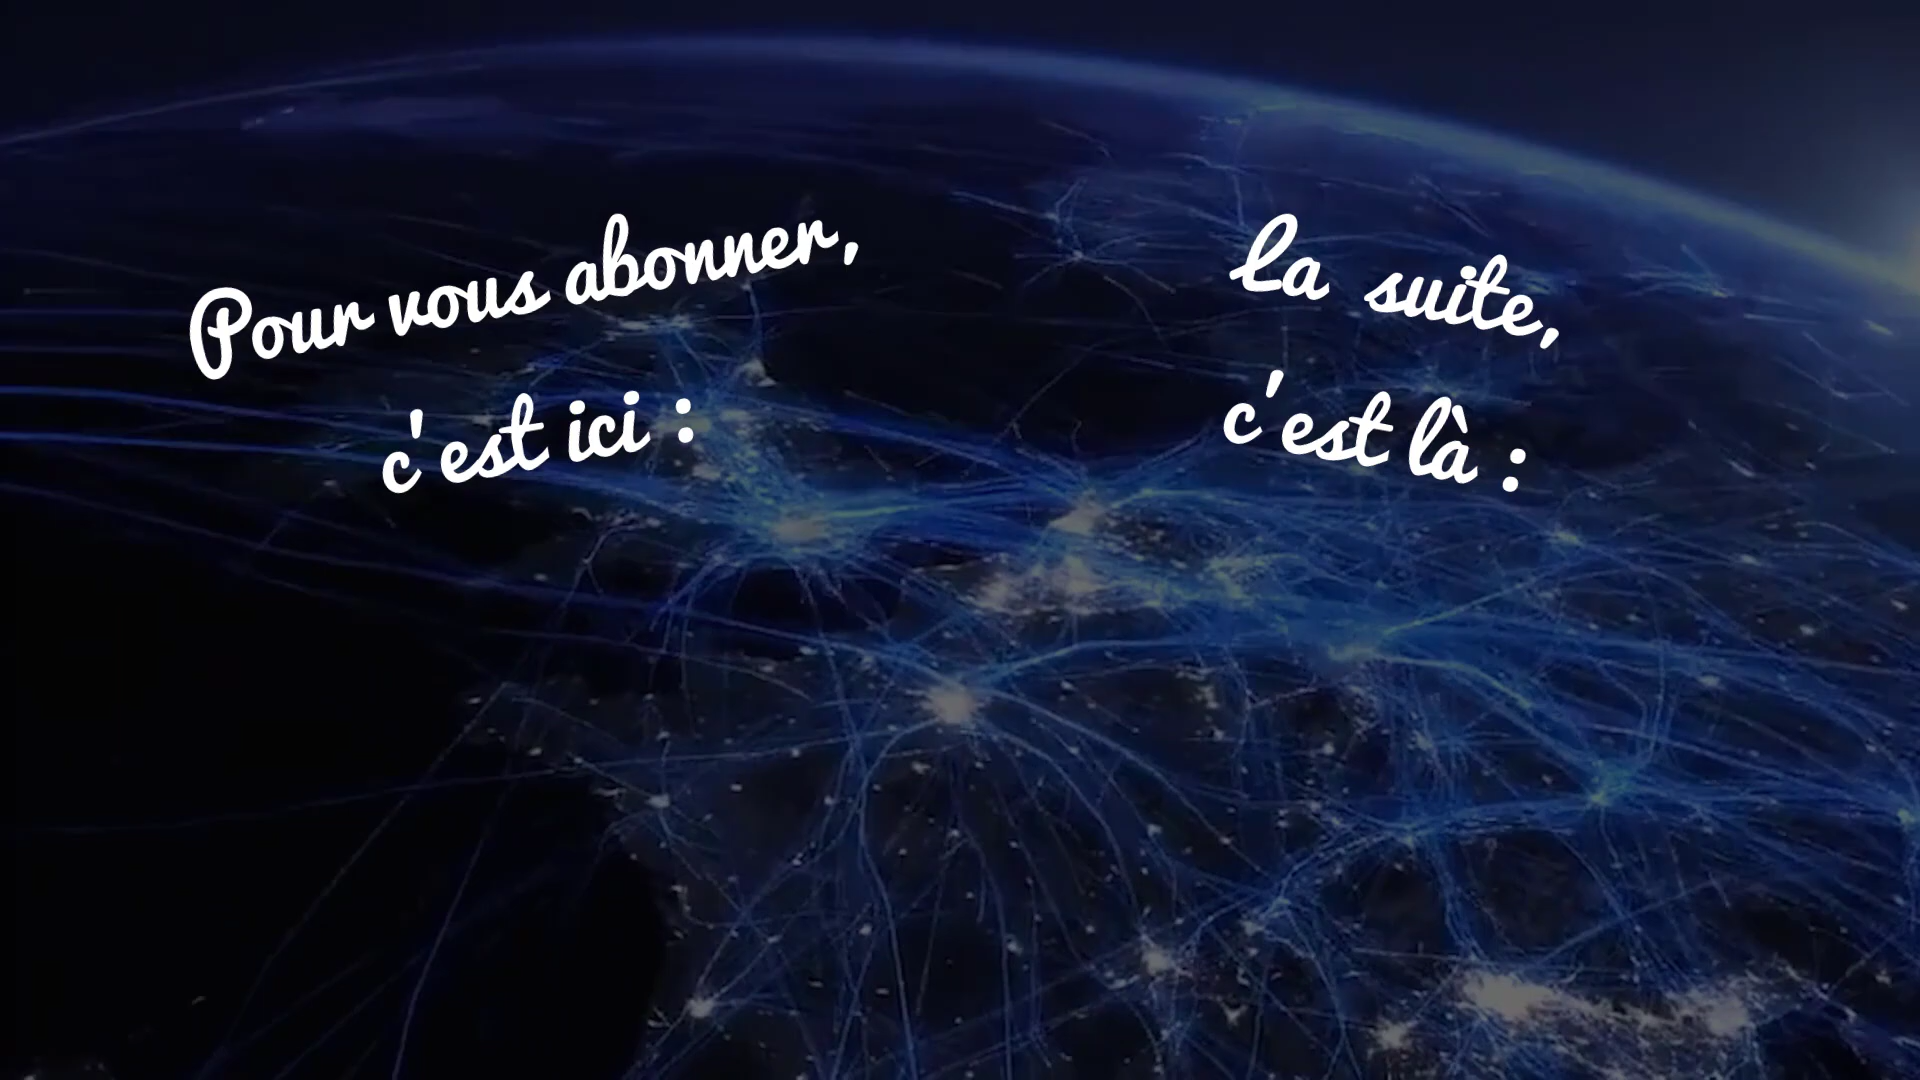 Pour vous abonner,
c'est ici :
La suite,
c'est là :